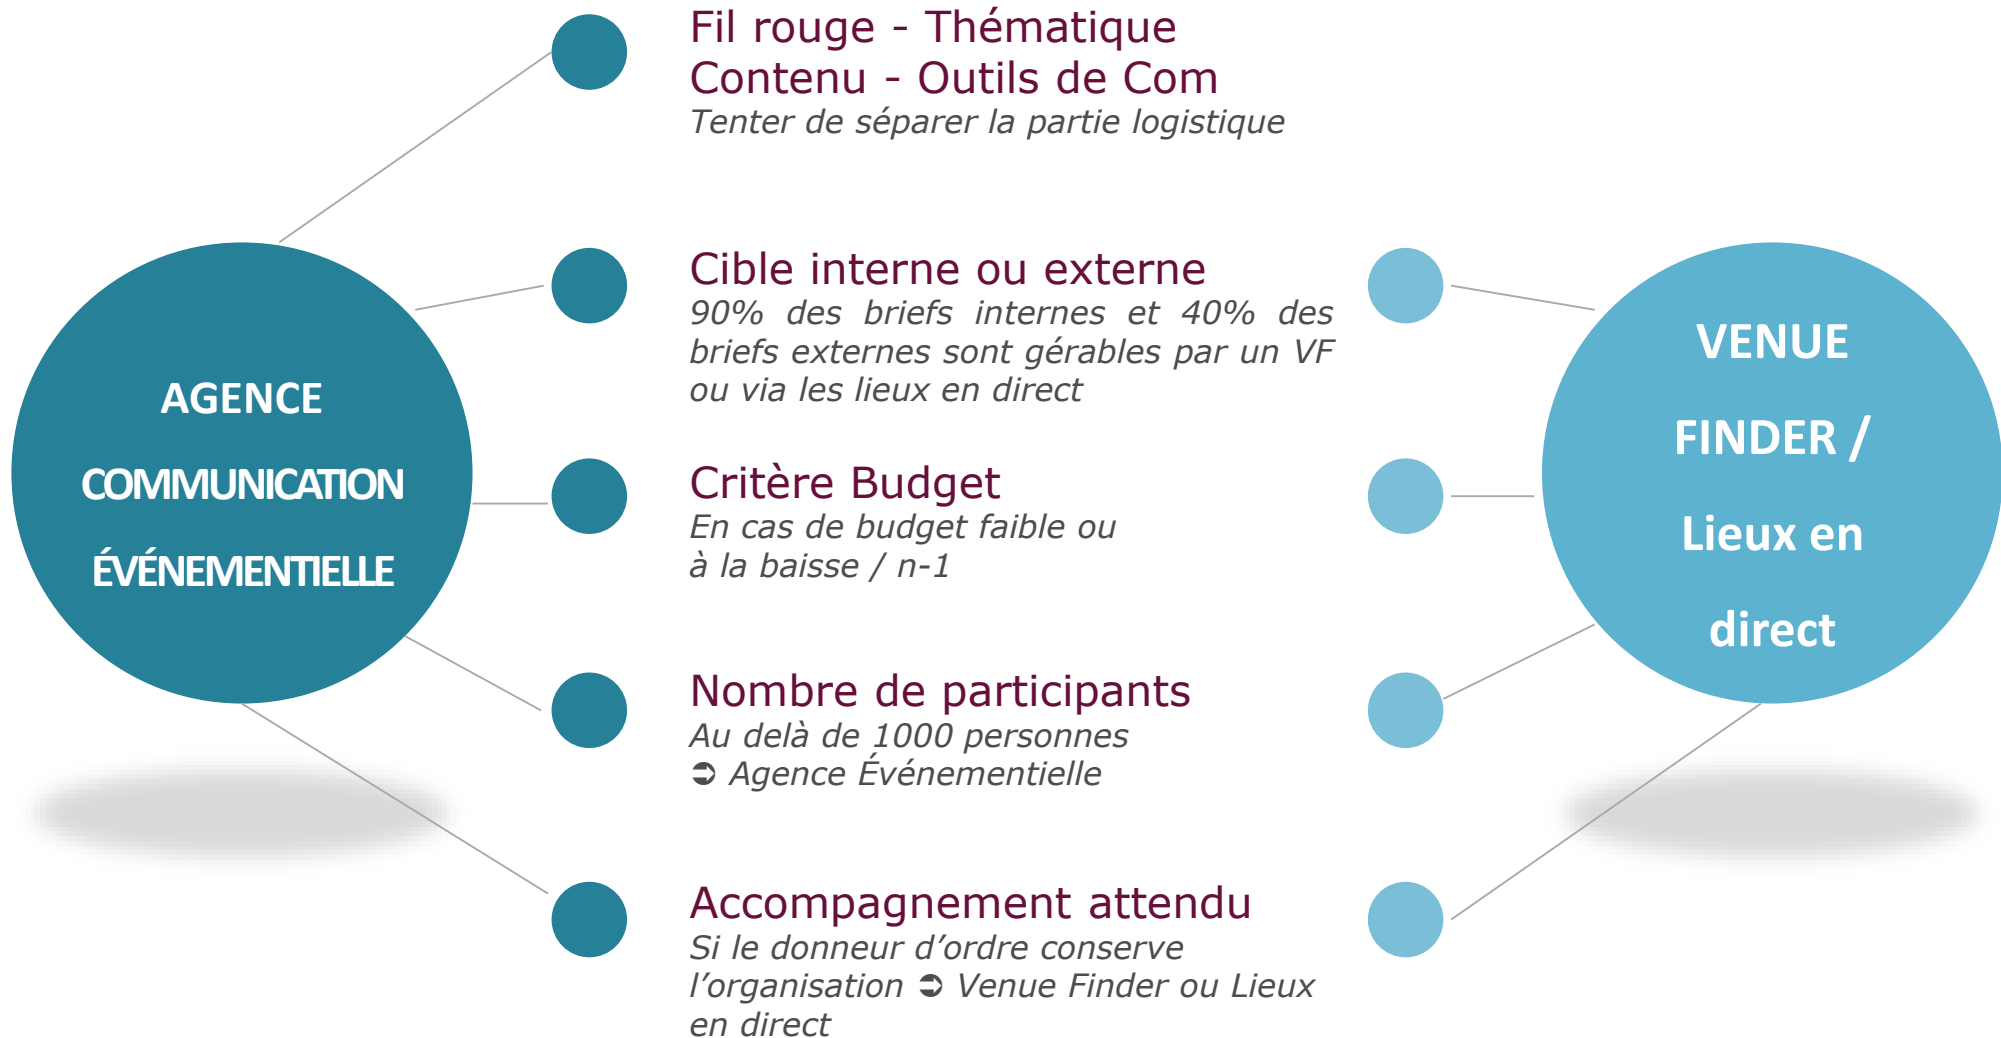 Fil rouge - Thématique
Contenu - Outils de Com
Tenter de séparer la partie logistique
AGENCE
COMMUNICATION
ÉVÉNEMENTIELLE
Cible interne ou externe
90% des briefs internes et 40% des
briefs externes sont gérables par un VF
ou via les lieux en direct
Critère Budget
En cas de budget faible ou
à la baisse / n-1
Nombre de participants
Au delà de 1000 personnes
➲ Agence Événementielle
Accompagnement attendu
Si le donneur d’ordre conserve
l’organisation ➲ Venue Finder ou Lieux
en direct
VENUE
FINDER /
Lieux en
direct